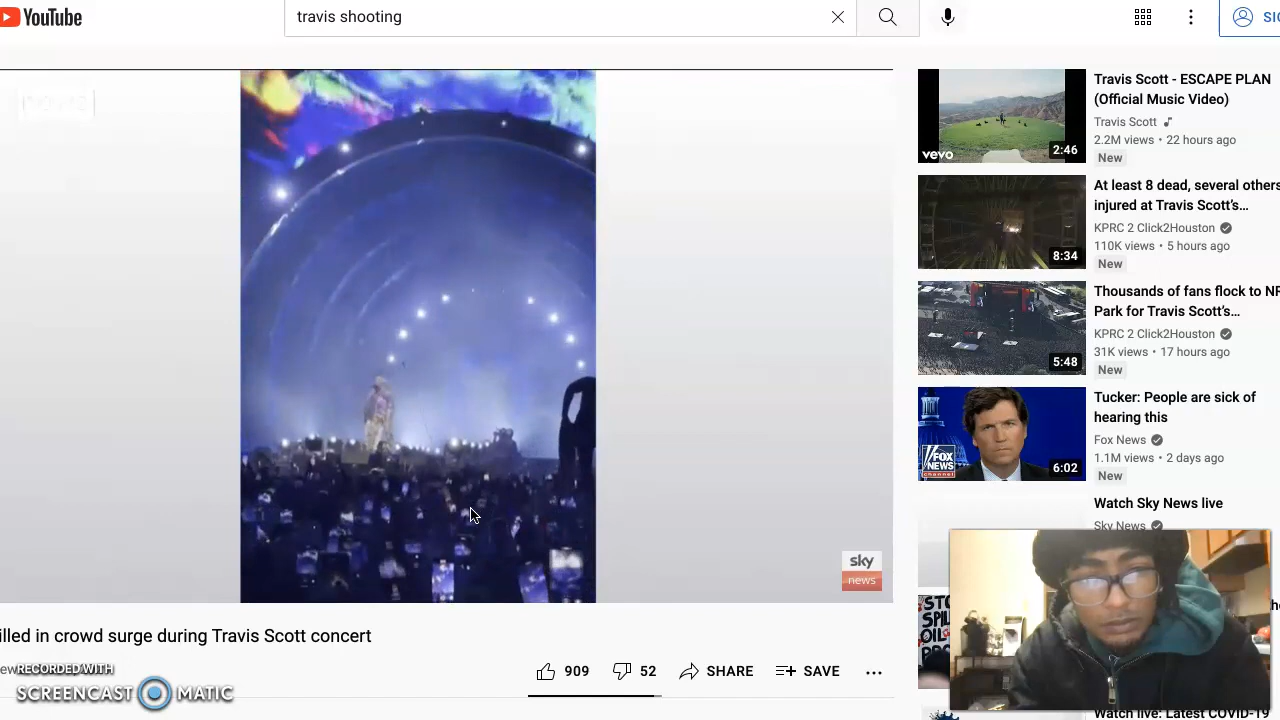 YouTube
travis shooting
SIG
Travis Scott - ESCAPE PLAN
(Official Music Video)
Travis Scott
2.2M views • 22 hours ago
New
vevo
2:46
At least 8 dead, several others
injured at Travis Scott's…
KPRC 2 Click2Houston
110K views • 5 hours ago
New
8:34
Thousands of fans flock to NR
Park for Travis Scott's…
KPRC 2 Click2Houston
31K views • 17 hours ago
New
5:48
Tucker: People are sick of
hearing this
Fox News
1.1M views • 2 days ago
New
FOX
NEWS
channel
6:02
Watch Sky News live
Sky News
sky
news
illed in crowd surge during Travis Scott concert
909
52
SHARE
SAVE
RECORDED WITH
SCREENCAST MATIC
Watch live: Latest COVID-19